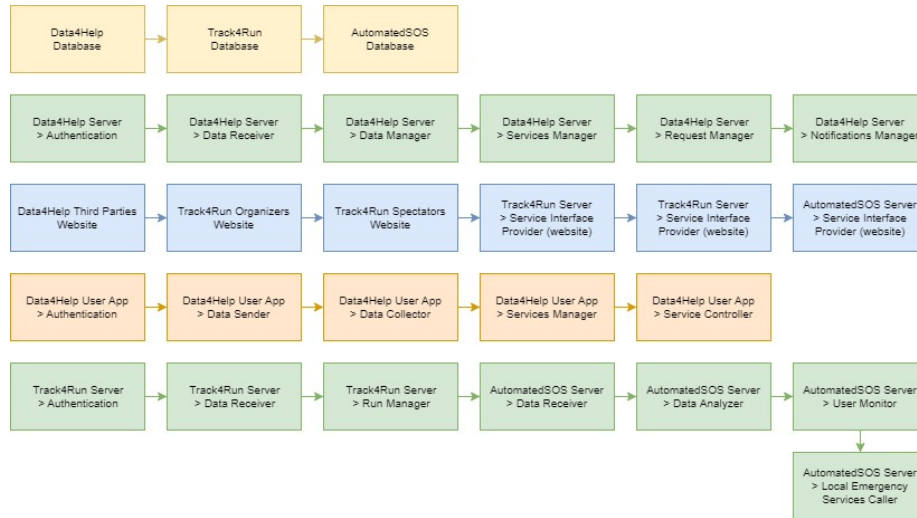 Data4Help
Database
Track4Run
Database
AutomatedSOS
Database
Data4Help Server
> Authentication
Data4Help Server
> Data Receiver
Data4Help Server
> Data Manager
Data4Help Server
> Services Manager
Data4Help Server
> Request Manager
Data4Help Server
> Notifications Manager
Data4Help Third Parties
Website
Track4Run Organizers
Website
Track4Run Spectators
Website
Track4Run Server
> Service Interface
Provider (website)
Track4Run Server
> Service Interface
Provider (website)
AutomatedSOS Server
> Service Interface
Provider (website)
Data4Help User App
> Authentication
Data4Help User App
> Data Sender
Data4Help User App
> Data Collector
Data4Help User App
> Services Manager
Data4Help User App
> Service Controller
Track4Run Server
> Authentication
Track4Run Server
> Data Receiver
Track4Run Server
> Run Manager
AutomatedSOS Server
> Data Receiver
AutomatedSOS Server
> Data Analyzer
AutomatedSOS Server
> User Monitor
AutomatedSOS Server
> Local Emergency
Services Caller